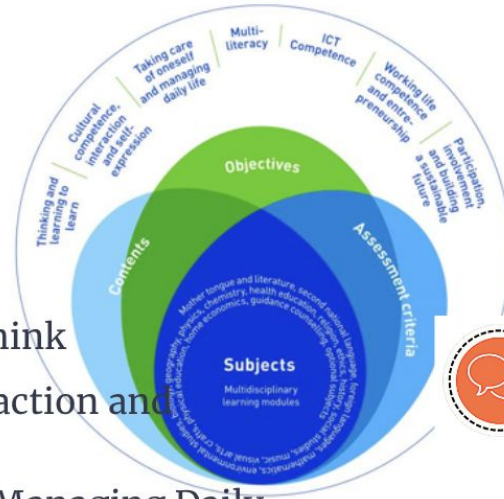 Thinking and
learning to
learn
Cultural
competence,
interaction
and self-
expression
Taking care
of oneself
and managing
daily life
Multi-
literacy
ICT
Competence
Working life
competence
and entre-
preneurship
Participation,
involvement
and building
a sustainable
future
Objectives
Contents
Assessment criteria
Mother tongue and literature, second national language, foreign languages, mathematics, environmental studies,
geography, physics, chemistry, health education, religion, ethics, history, social studies, music, visual arts, crafts, physical education, home economics, guidance counselling, optional subjects
Subjects
Multidisciplinary
learning modules
and
Managing Daily